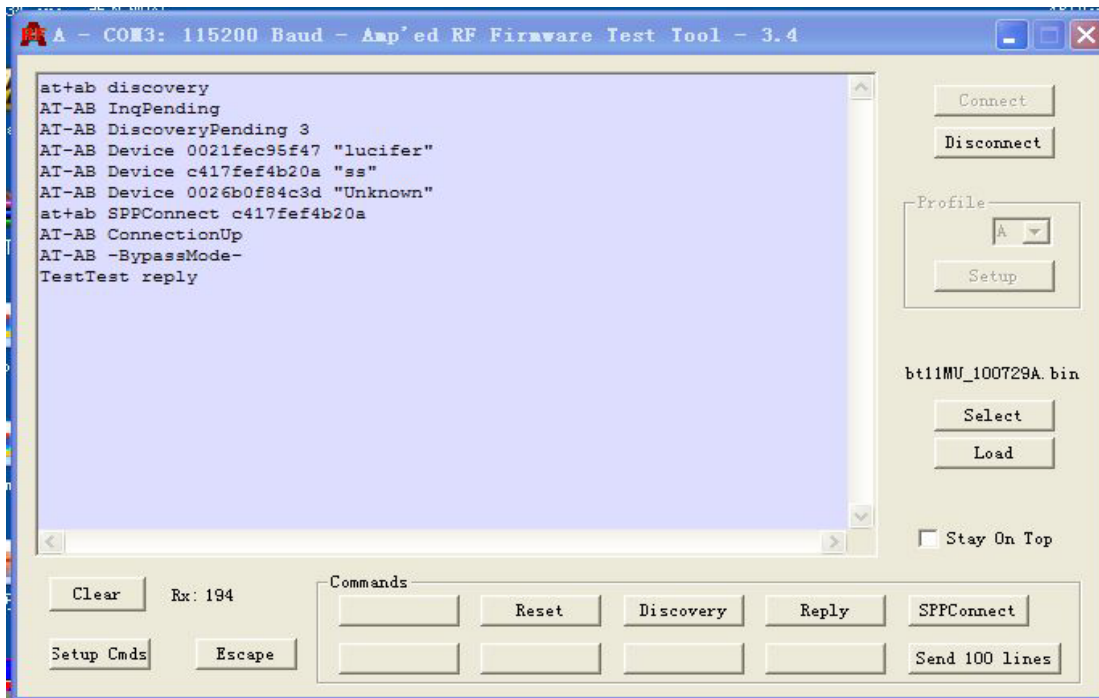 A - COM3: 115200 Baud - Amp'ed RF Firmware Test Tool - 3.4
at+ab discovery
AT-AB InqPending
AT-AB DiscoveryPending 3
AT-AB Device 0021fec95f47 "lucifer"
AT-AB Device c417fef4b20a "ss"
AT-AB Device 0026b0f84c3d "Unknown"
at+ab SPPConnect c417fef4b20a
AT-AB ConnectionUp
AT-AB -BypassMode-
TestTest reply
Connect
Disconnect
Profile
A
Setup
bt11MU_100729A.bin
Select
Load
Stay On Top
Clear
Rx: 194
Commands
Reset
Discovery
Reply
SPPConnect
Setup Cmds
Escape
Send 100 lines